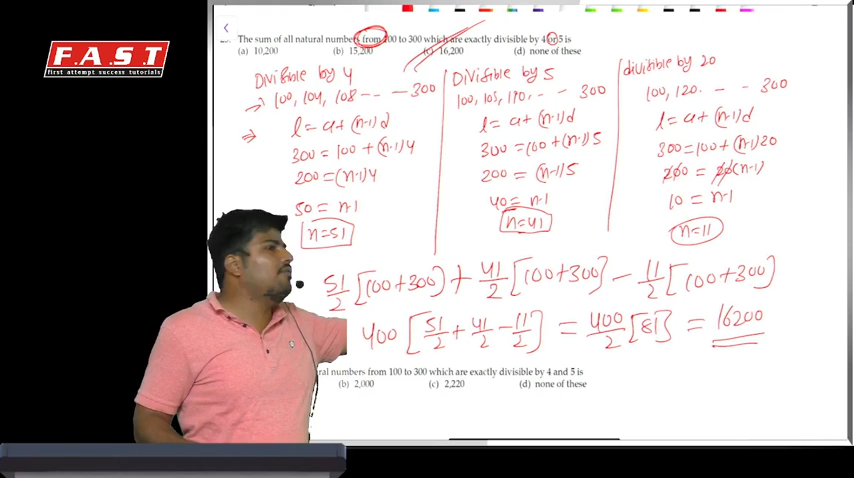 F.A.S.T
first attempt success tutorials
The sum of all natural numbers from 100 to 300 which are exactly divisible by 4 or 5 is
(a) 10,200 (b) 15,200 (c) 16,200 (d) none of these
Divisible by 4
→ 100, 104, 108 - - - 300
⇒ l = a + (n-1)d
300 = 100 + (n-1)4
200 = (n-1)4
50 = n-1
n=51
Divisible by 5
100, 105, 110, - - 300
l = a + (n-1)d
300 = 100 + (n-1)5
200 = (n-1)5
40 = n-1
n=41
divisible by 20
100, 120, - - 300
l = a + (n-1)d
300 = 100 + (n-1)20
200 = 20(n-1)
10 = n-1
n=11
51/2 [100+300] + 41/2 [100+300] - 11/2 [100+300]
400 [51/2 + 41/2 - 11/2] = 400/2 [81] = 16200
ral numbers from 100 to 300 which are exactly divisible by 4 and 5 is
(b) 2,000 (c) 2,220 (d) none of these